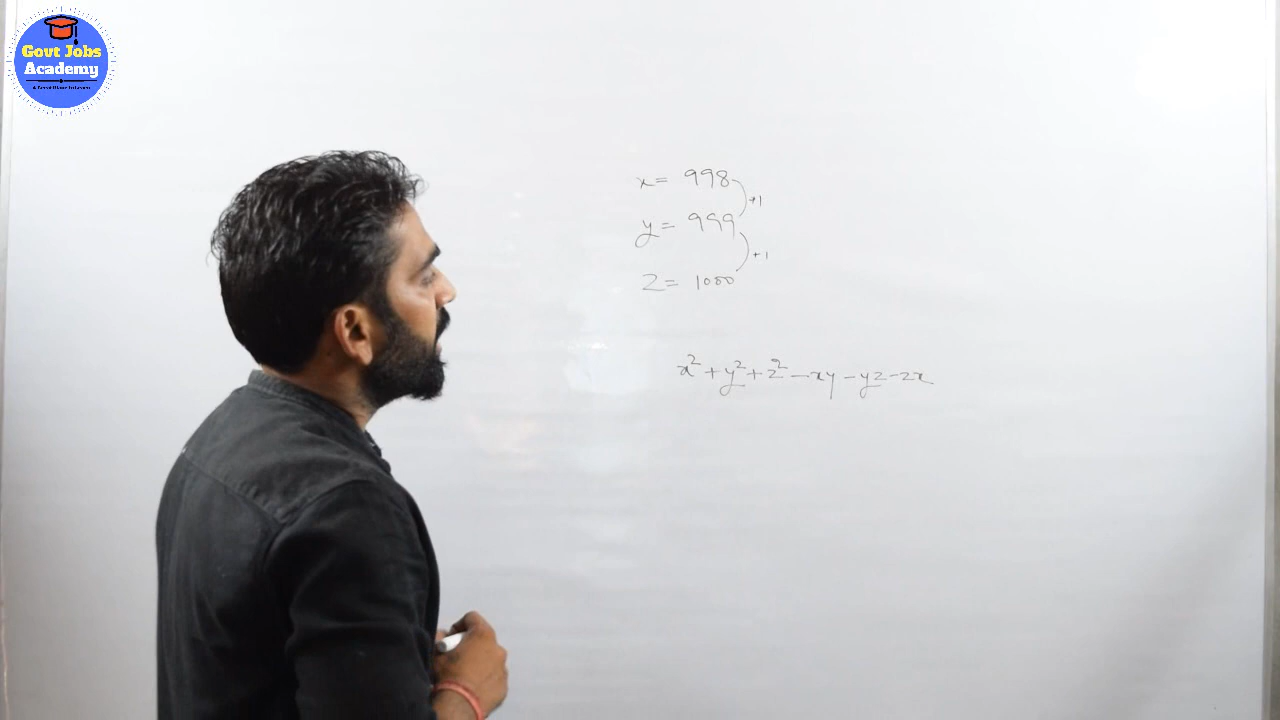 Govt Jobs
Academy
x = 998
+1
y = 999
+1
z = 1000
x² + y² + z² - xy - yz - zx